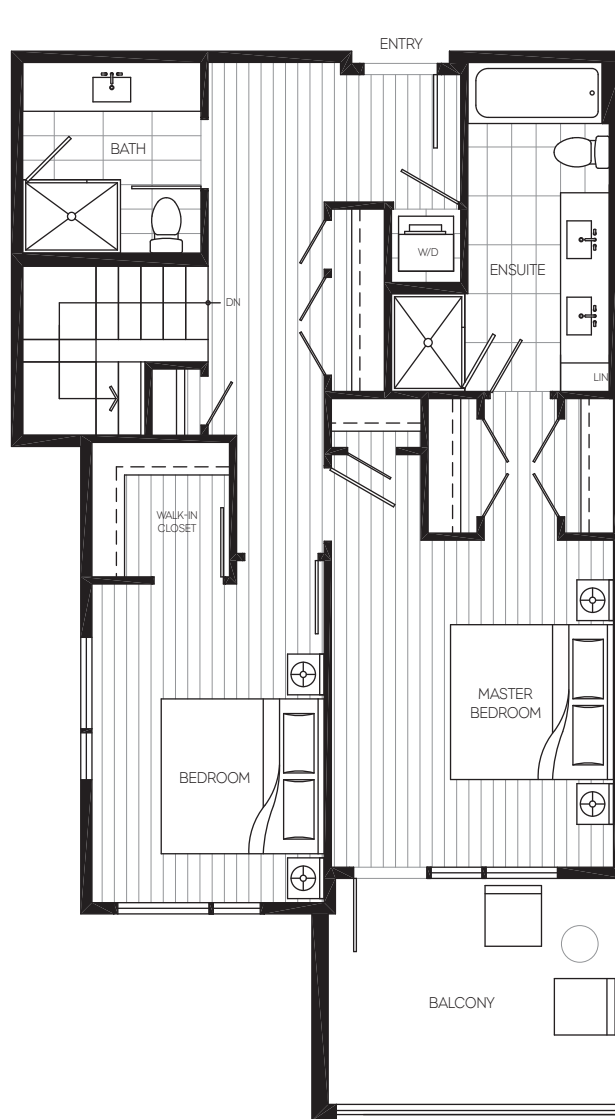 ENTRY
BATH
W/D
ENSUITE
DN
LIN
WALK-IN
CLOSET
MASTER
BEDROOM
BEDROOM
BALCONY